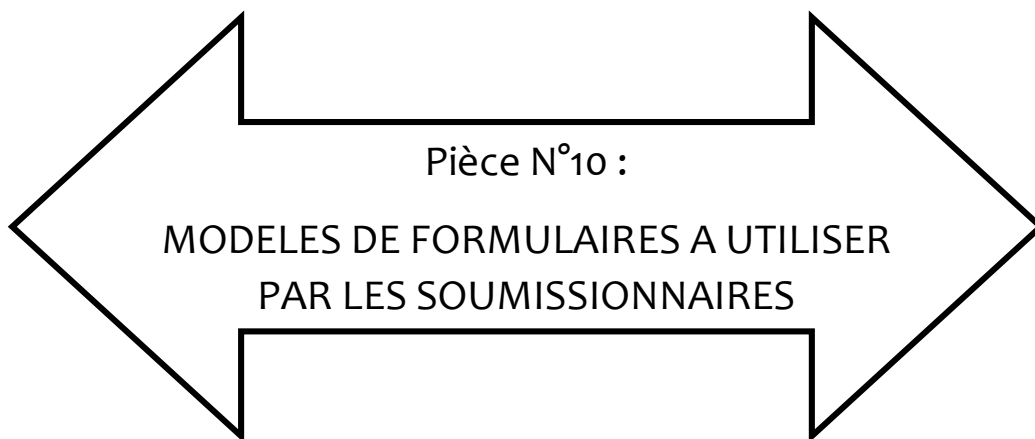 Pièce N°10 :
MODELES DE FORMULAIRES A UTILISER
PAR LES SOUMISSIONNAIRES